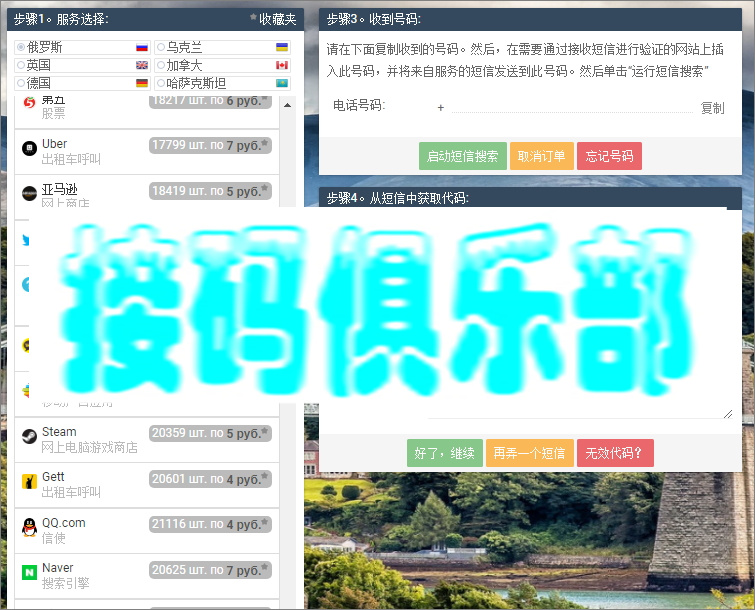 步骤1。服务选择:
*收藏夹
俄罗斯
乌克兰
英国
加拿大
德国
哈萨克斯坦
第五
18217 шт. по 6 руб.*
股票
Uber
17799 шт. по 7 руб.*
出租车呼叫
亚马逊
18419 шт. по 5 руб.*
网上商店
Steam
20359 шт. по 5 руб.*
网上电脑游戏商店
Gett
20601 шт. по 4 руб.*
出租车呼叫
QQ.com
21116 шт. по 4 руб.*
信使
Naver
20625 шт. по 7 руб.*
搜索引擎
步骤3。收到号码:
请在下面复制收到的号码。然后，在需要通过接收短信进行验证的网站上插
入此号码，并将来自服务的短信发送到此号码。然后单击“运行短信搜索”
电话号码:
+
复制
启动短信搜索
取消订单
忘记号码
步骤4。从短信中获取代码:
接码俱乐部
好了，继续
再弄一个短信
无效代码?